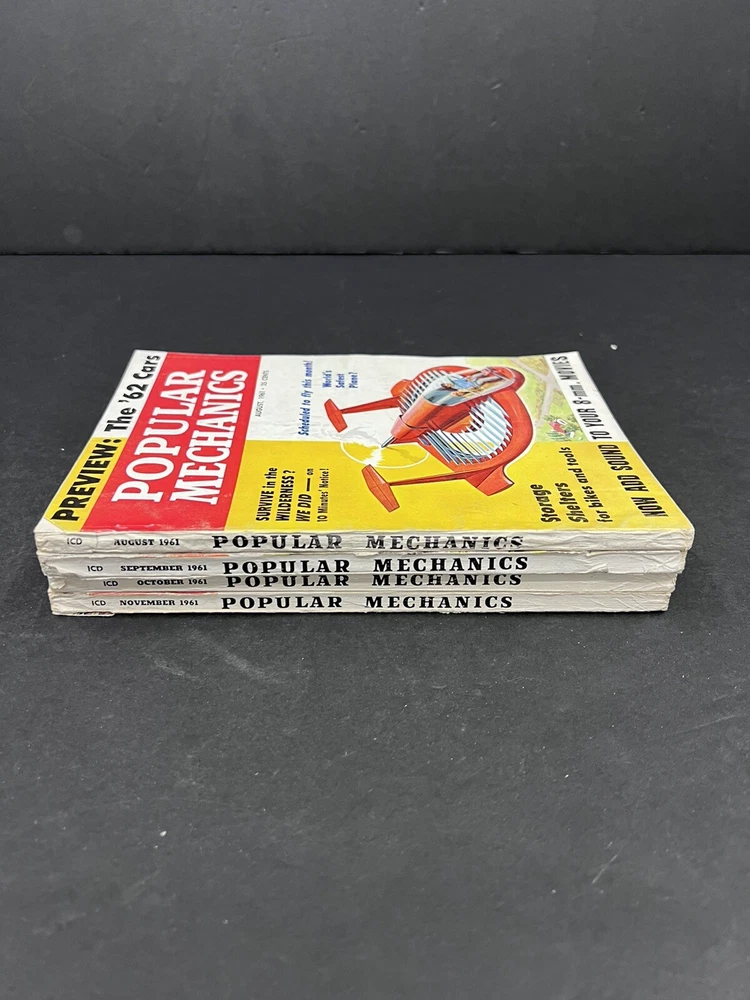 PREVIEW: The '62 Cars
POPULAR
MECHANICS
AUGUST, 1961 • 35 CENTS
SURVIVE in the
WILDERNESS?
WE DID — on
10 Minutes' Notice!
Scheduled to fly this month!
World's
Safest
Plane?
Storage
Shelters
for bikes and tools
NOW ADD SOUND TO YOUR 8-mm. MOVIES
ICD AUGUST 1961 POPULAR MECHANICS
ICD SEPTEMBER 1961 POPULAR MECHANICS
ICD OCTOBER 1961 POPULAR MECHANICS
ICD NOVEMBER 1961 POPULAR MECHANICS